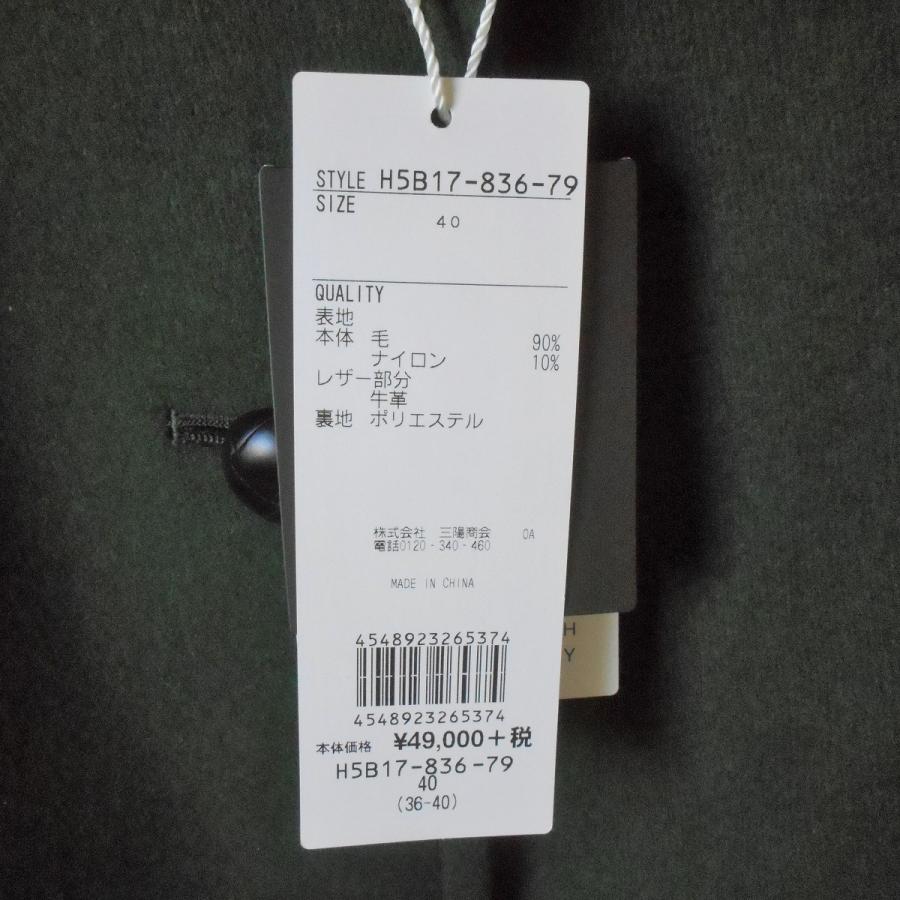 STYLE H5B17-836-79
SIZE
40
QUALITY
表地
本体 毛 90%
ナイロン 10%
レザー部分
牛革
裏地 ポリエステル
株式会社 三陽商会 OA
電話0120-340-460
MADE IN CHINA
4548923265374
4548923265374
本体価格 ¥49,000+税
H5B17-836-79
40
(36-40)
H
Y